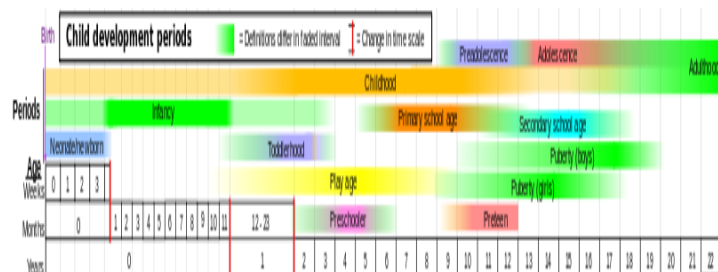 Birth
Child development periods
= Definitions differ in faded interval
= Change in time scale
Preadolescence
Adolescence
Adulthood
Childhood
Periods
Infancy
Primary school age
Secondary school age
Neonate/newborn
Toddlerhood
Puberty (boys)
Age
Play age
Puberty (girls)
Weeks 0 1 2 3
Months 0 1 2 3 4 5 6 7 8 9 10 11 12 - 23
Preschooler
Preteen
Years 0 1 2 3 4 5 6 7 8 9 10 11 12 13 14 15 16 17 18 19 20 21 22